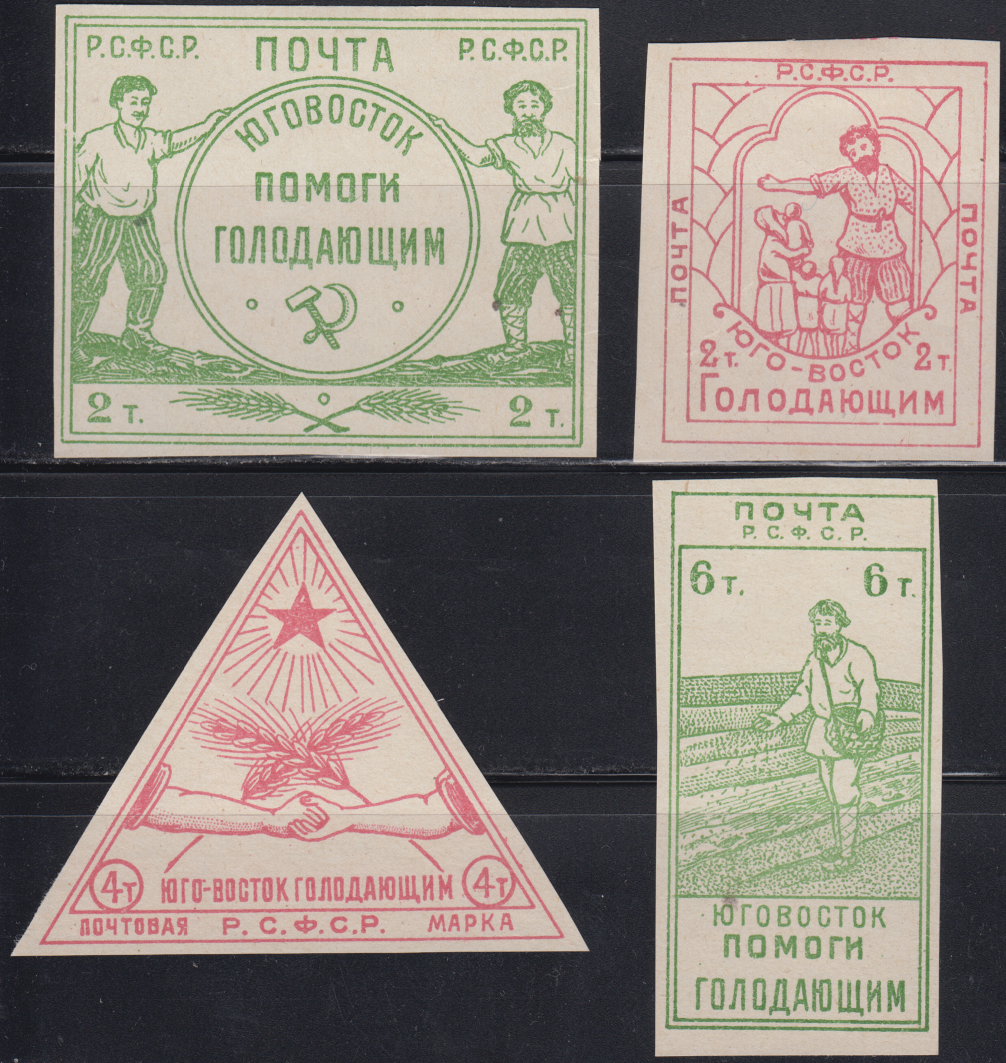 Р.С.Ф.С.Р. ПОЧТА Р.С.Ф.С.Р.
ЮГОВОСТОК
ПОМОГИ
ГОЛОДАЮЩИМ
2 т. 2 т.
Р.С.Ф.С.Р.
ПОЧТА
ПОЧТА
ЮГО-ВОСТОК
2 т. 2 т.
ГОЛОДАЮЩИМ
4т ЮГО-ВОСТОК ГОЛОДАЮЩИМ 4т
ПОЧТОВАЯ Р.С.Ф.С.Р. МАРКА
ПОЧТА
Р.С.Ф.С.Р.
6 т. 6 т.
ЮГОВОСТОК
ПОМОГИ
ГОЛОДАЮЩИМ